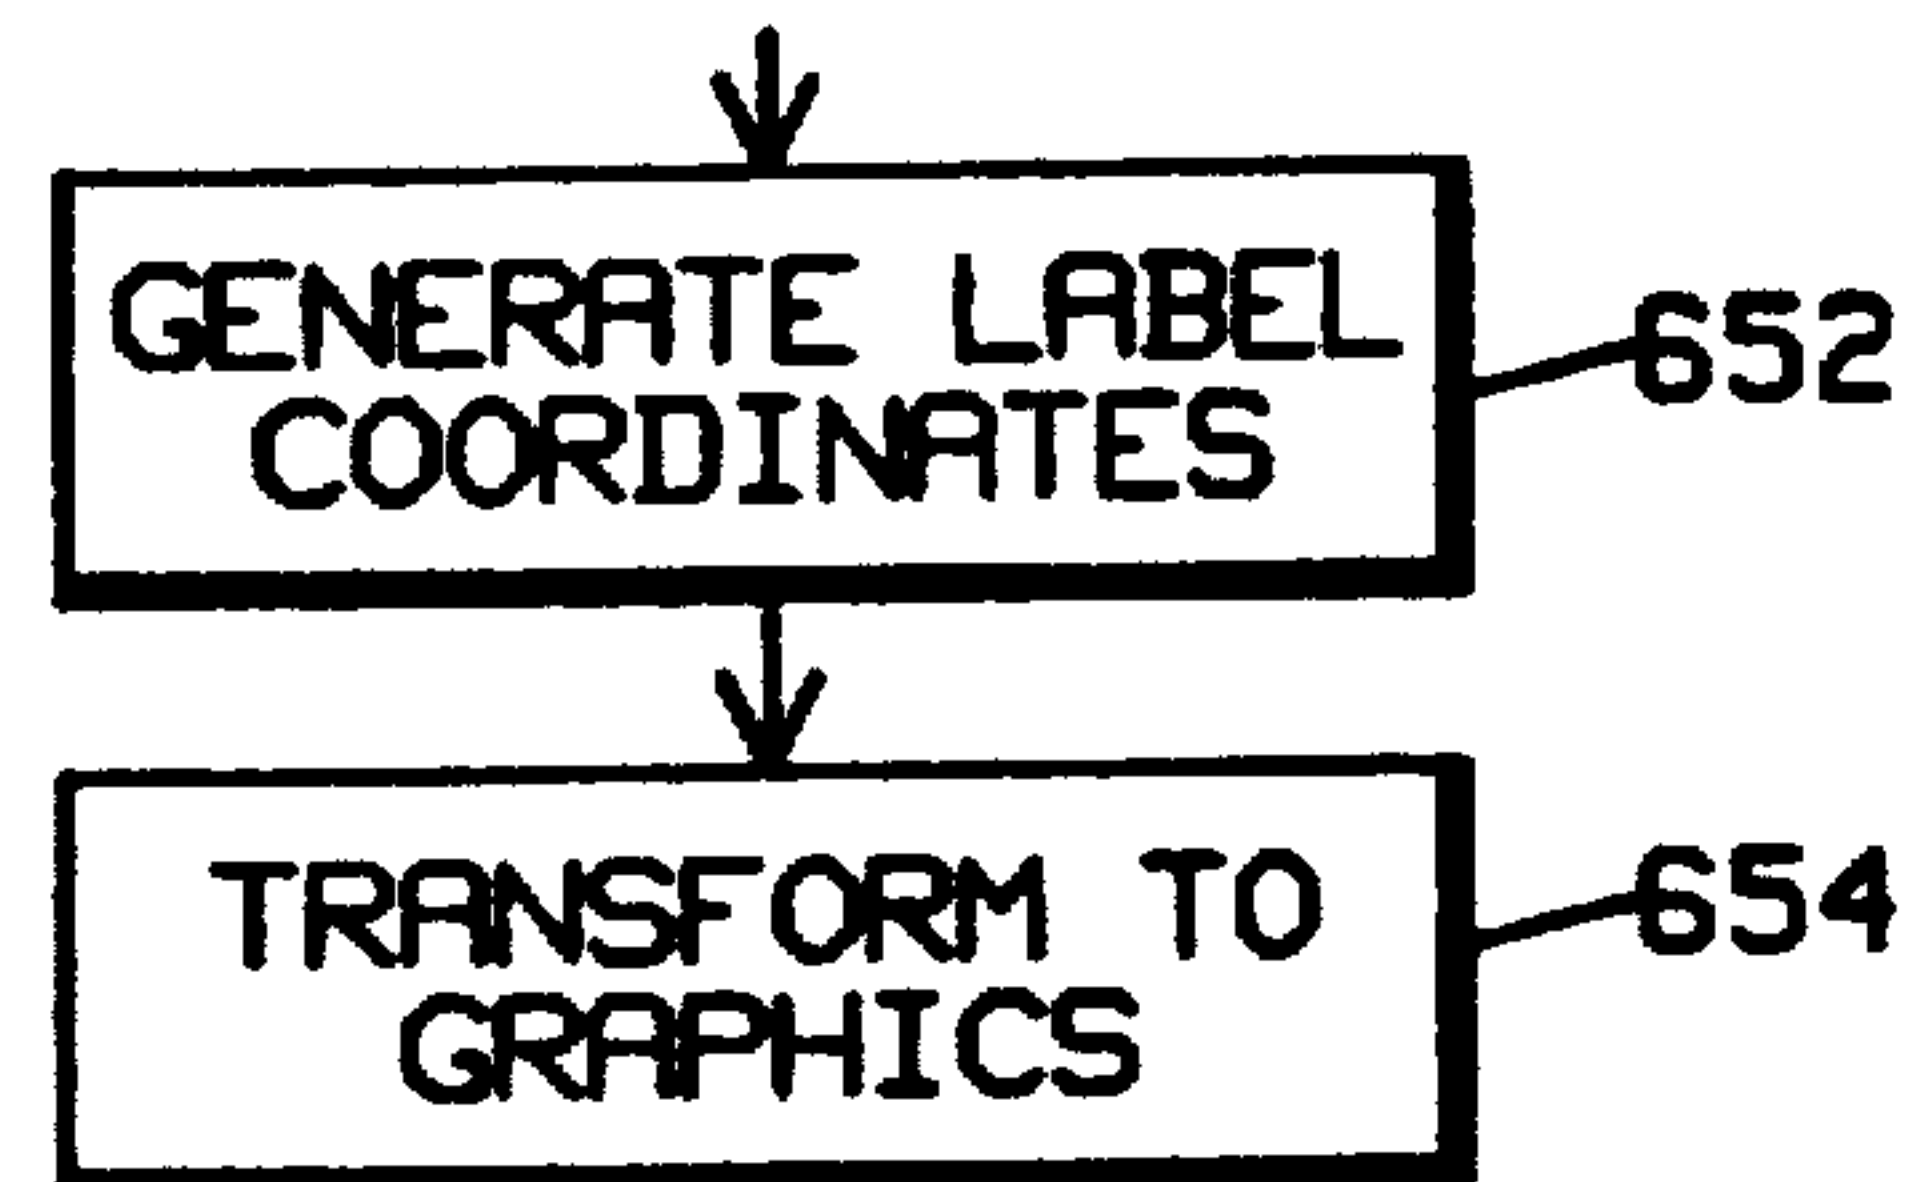 GENERATE LABEL
COORDINATES
652
TRANSFORM TO
GRAPHICS
654